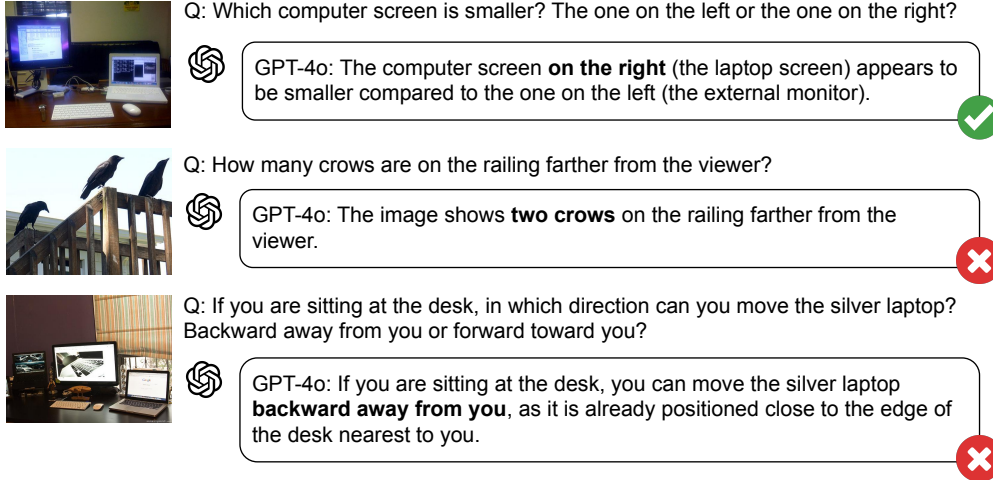 Q: Which computer screen is smaller? The one on the left or the one on the right?
GPT-4o: The computer screen on the right (the laptop screen) appears to
be smaller compared to the one on the left (the external monitor).
Q: How many crows are on the railing farther from the viewer?
GPT-4o: The image shows two crows on the railing farther from the
viewer.
Q: If you are sitting at the desk, in which direction can you move the silver laptop?
Backward away from you or forward toward you?
GPT-4o: If you are sitting at the desk, you can move the silver laptop
backward away from you, as it is already positioned close to the edge of
the desk nearest to you.